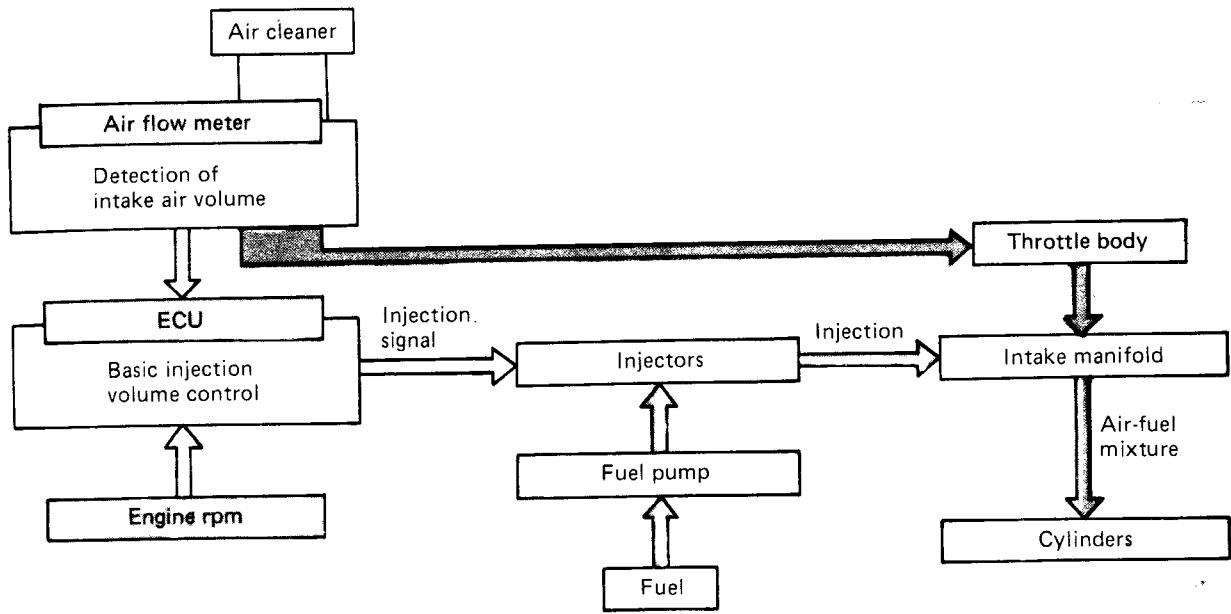 Air cleaner
Air flow meter
Detection of
intake air volume
Throttle body
ECU
Basic injection
volume control
Injection
signal
Injectors
Injection
Intake manifold
Air-fuel
mixture
Fuel pump
Engine rpm
Cylinders
Fuel